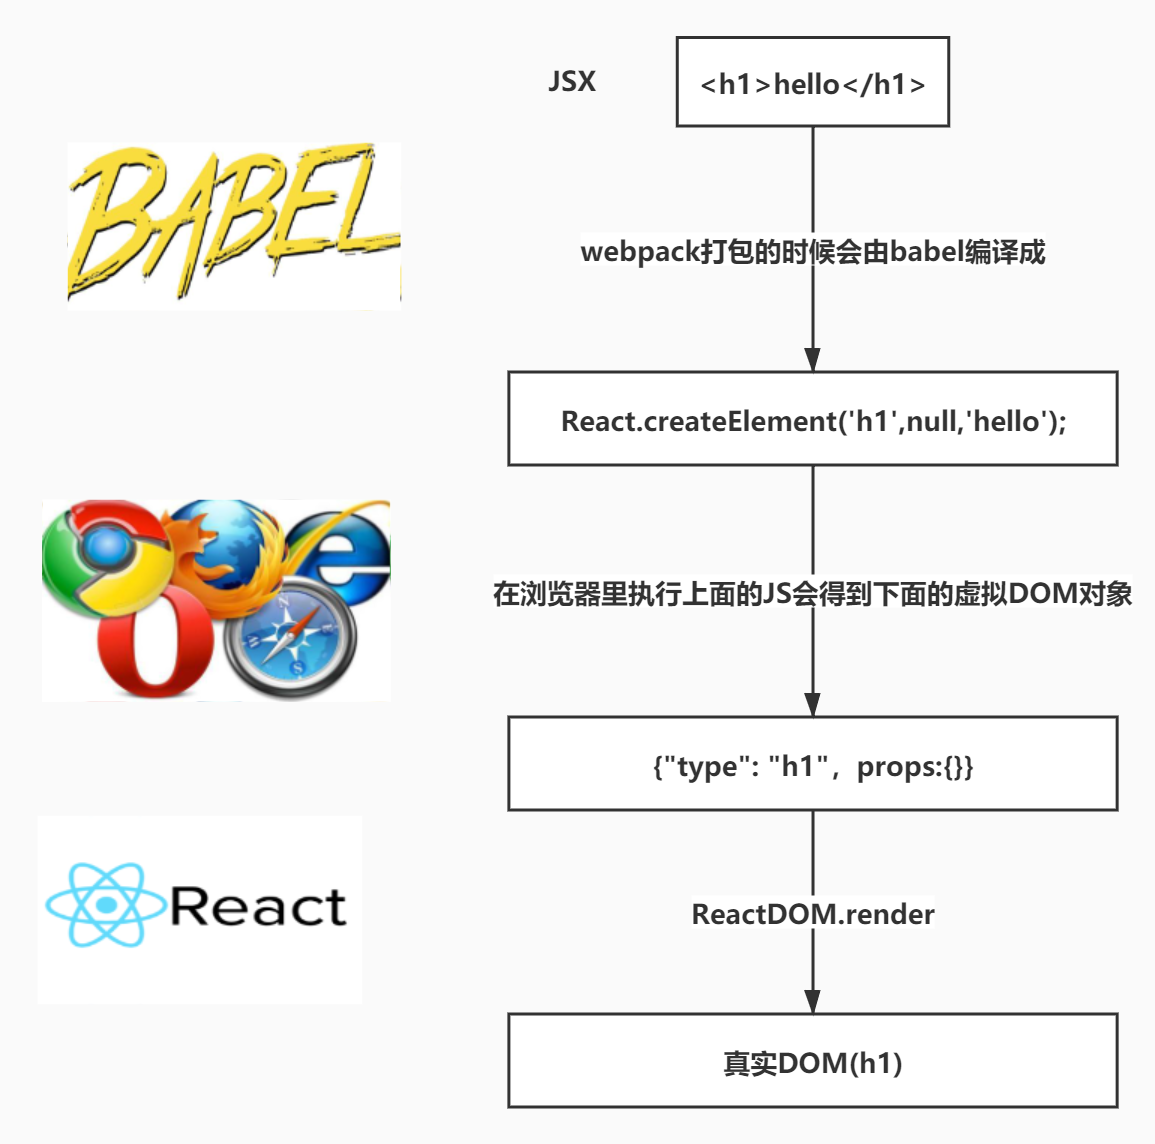 JSX
<h1>hello</h1>
BABEL
webpack打包的时候会由babel编译成
React.createElement('h1',null,'hello');
在浏览器里执行上面的JS会得到下面的虚拟DOM对象
N
W
E
S
{"type": "h1"，props:{}}
React
ReactDOM.render
真实DOM(h1)